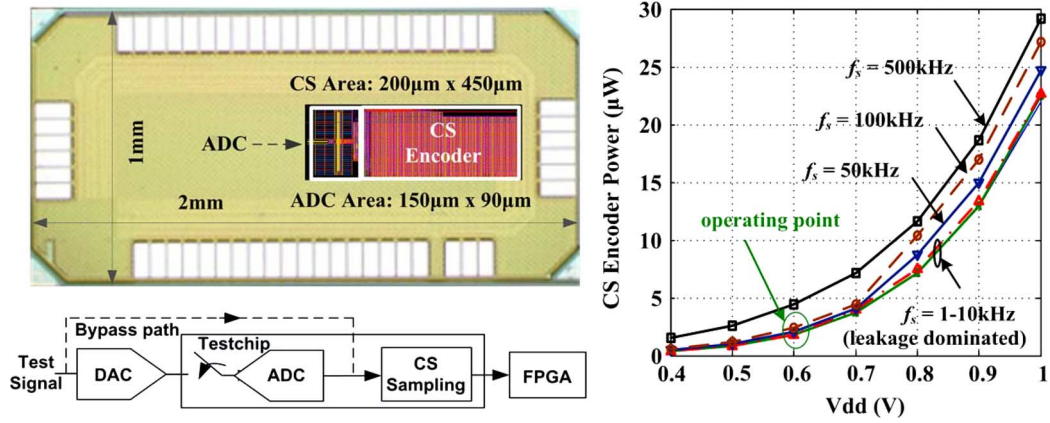 CS Area: 200µm x 450µm
1mm
ADC
CS
Encoder
ADC Area: 150µm x 90µm
2mm
Bypass path
Testchip
Test
Signal
DAC
ADC
CS
Sampling
FPGA
CS Encoder Power (µW)
30
25
20
15
10
5
0
fs = 500kHz
fs = 100kHz
fs = 50kHz
operating point
fs = 1-10kHz
(leakage dominated)
0.4 0.5 0.6 0.7 0.8 0.9 1
Vdd (V)